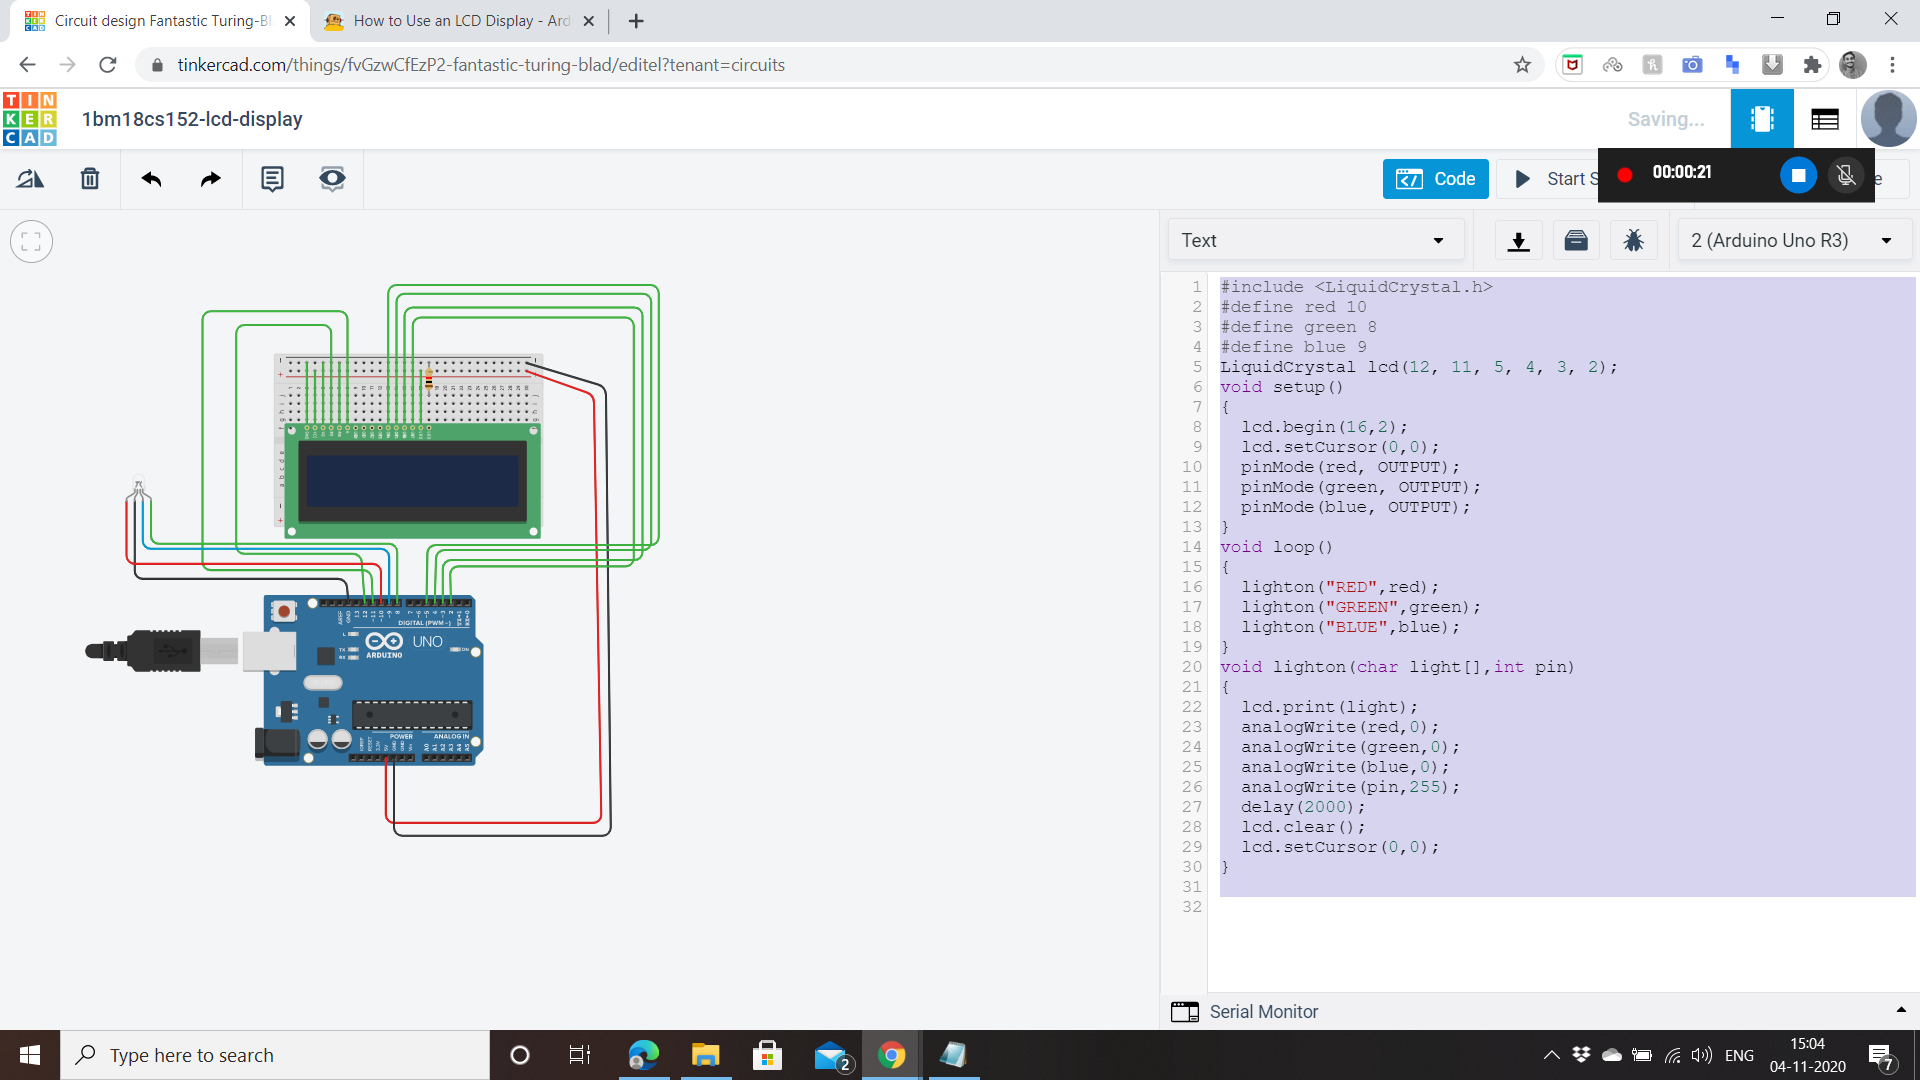 Circuit design Fantastic Turing-Bl
How to Use an LCD Display - Ard
tinkercad.com/things/fvGzwCfEzP2-fantastic-turing-blad/editel?tenant=circuits
TIN
KER
CAD
1bm18cs152-lcd-display
Saving...
Code
Start S
00:00:21
e
Text
2 (Arduino Uno R3)
1 #include <LiquidCrystal.h>
2 #define red 10
3 #define green 8
4 #define blue 9
5 LiquidCrystal lcd(12, 11, 5, 4, 3, 2);
6 void setup()
7 {
8 lcd.begin(16,2);
9 lcd.setCursor(0,0);
10 pinMode(red, OUTPUT);
11 pinMode(green, OUTPUT);
12 pinMode(blue, OUTPUT);
13 }
14 void loop()
15 {
16 lighton("RED",red);
17 lighton("GREEN",green);
18 lighton("BLUE",blue);
19 }
20 void lighton(char light[],int pin)
21 {
22 lcd.print(light);
23 analogWrite(red,0);
24 analogWrite(green,0);
25 analogWrite(blue,0);
26 analogWrite(pin,255);
27 delay(2000);
28 lcd.clear();
29 lcd.setCursor(0,0);
30 }
31
32
DIGITAL (PWM~)
UNO
ARDUINO
POWER
ANALOG IN
Serial Monitor
Type here to search
2
ENG
15:04
04-11-2020
7